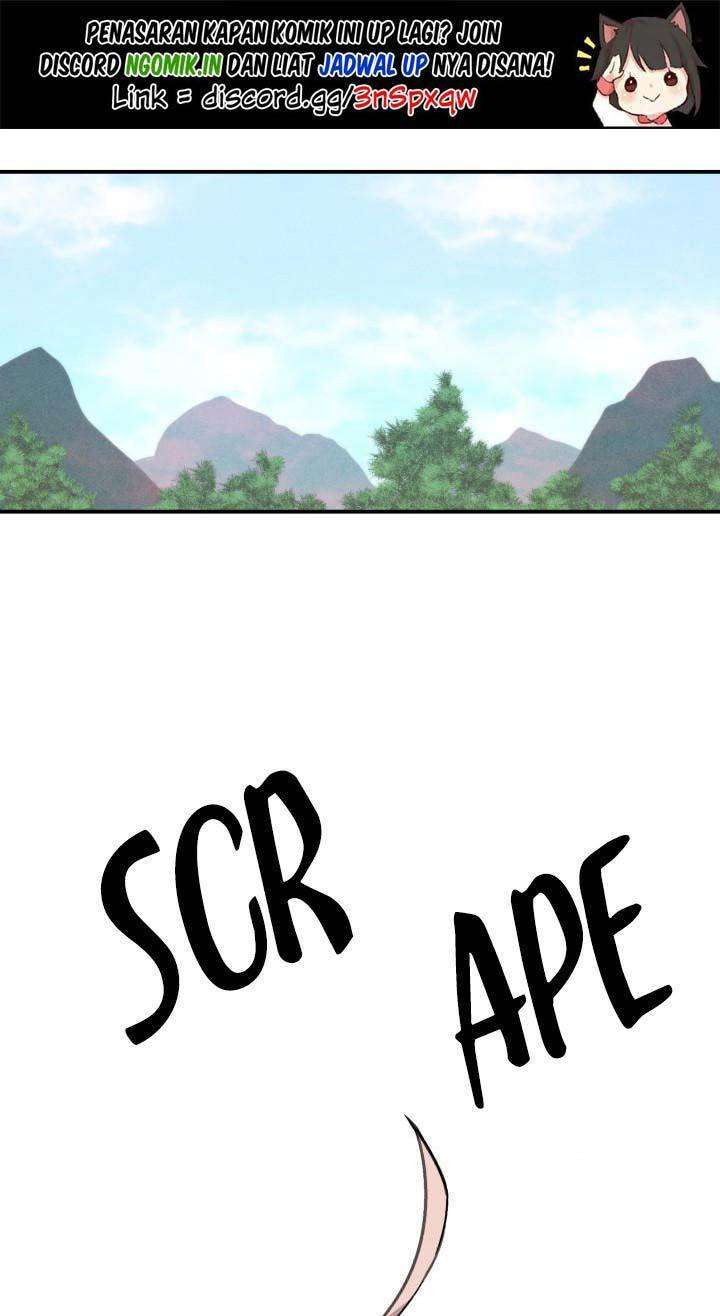 PENASARAN KAPAN KOMIK INI UP LAGI? JOIN
DISCORD NGOMIK.IN DAN LIAT JADWAL UP NYA DISANA!
Link = discord.gg/3nSpxqw
SCR
APE